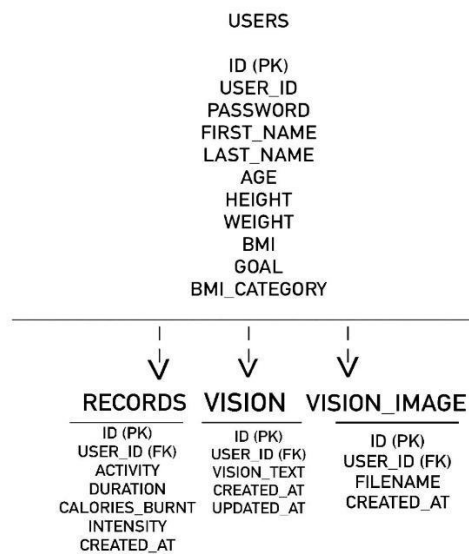 USERS
ID (PK)
USER_ID
PASSWORD
FIRST_NAME
LAST_NAME
AGE
HEIGHT
WEIGHT
BMI
GOAL
BMI_CATEGORY
RECORDS
ID (PK)
USER_ID (FK)
ACTIVITY
DURATION
CALORIES_BURNT
INTENSITY
CREATED_AT
VISION
ID (PK)
USER_ID (FK)
VISION_TEXT
CREATED_AT
UPDATED_AT
VISION_IMAGE
ID (PK)
USER_ID (FK)
FILENAME
CREATED_AT